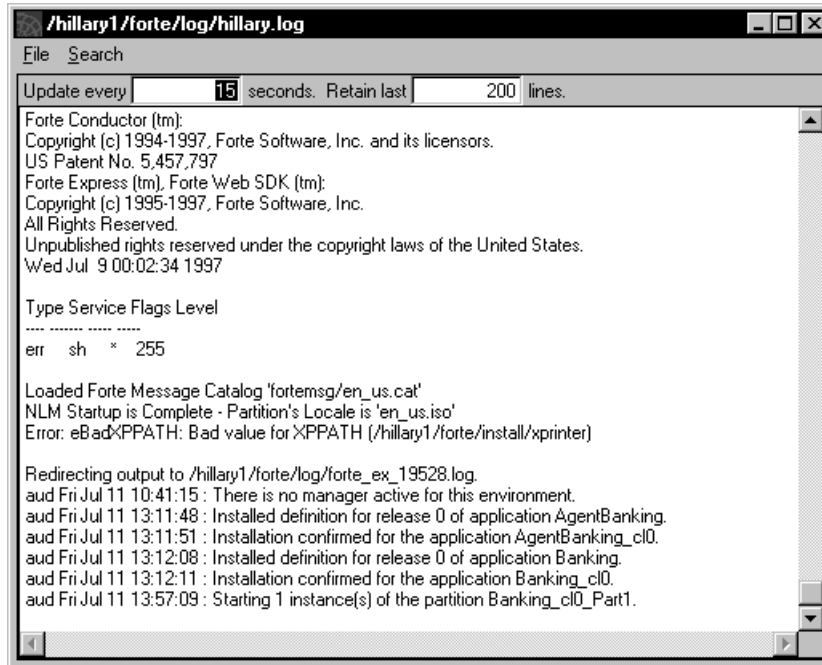 /hillary1/forte/log/hillary.log
File Search
Update every 15 seconds. Retain last 200 lines.
Forte Conductor (tm):
Copyright (c) 1994-1997, Forte Software, Inc. and its licensors.
US Patent No. 5,457,797
Forte Express (tm), Forte Web SDK (tm):
Copyright (c) 1995-1997, Forte Software, Inc.
All Rights Reserved.
Unpublished rights reserved under the copyright laws of the United States.
Wed Jul  9 00:02:34 1997
Type Service Flags Level
---- ------- ----- -----
err sh * 255
Loaded Forte Message Catalog 'fortemsg/en_us.cat'
NLM Startup is Complete - Partition's Locale is 'en_us.iso'
Error: eBadXPPATH: Bad value for XPPATH (/hillary1/forte/install/xprinter)
Redirecting output to /hillary1/forte/log/forte_ex_19528.log.
aud Fri Jul 11 10:41:15 : There is no manager active for this environment.
aud Fri Jul 11 13:11:48 : Installed definition for release 0 of application AgentBanking.
aud Fri Jul 11 13:11:51 : Installation confirmed for the application AgentBanking_cl0.
aud Fri Jul 11 13:12:08 : Installed definition for release 0 of application Banking.
aud Fri Jul 11 13:12:11 : Installation confirmed for the application Banking_cl0.
aud Fri Jul 11 13:57:09 : Starting 1 instance(s) of the partition Banking_cl0_Part1.